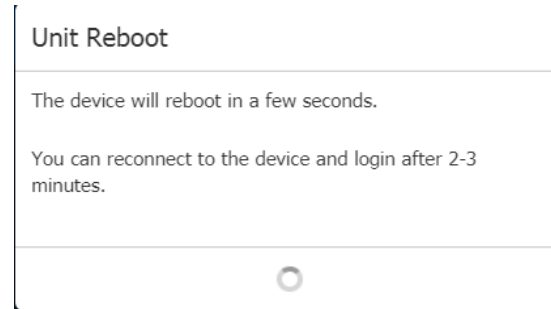 Unit Reboot
The device will reboot in a few seconds.
You can reconnect to the device and login after 2-3
minutes.